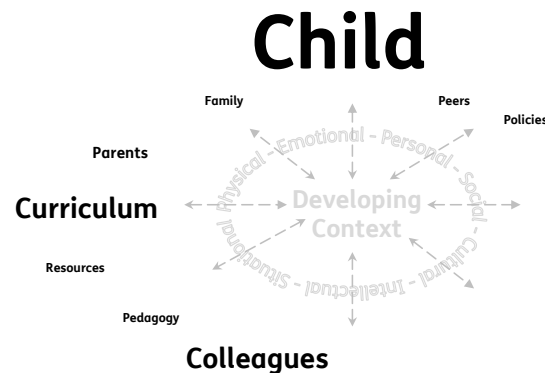 Child
Family
Peers
Policies
Parents
Physical - Emotional - Personal - Social - Cultural - Intellectual - Situational
Developing
Context
Curriculum
Resources
Pedagogy
Colleagues